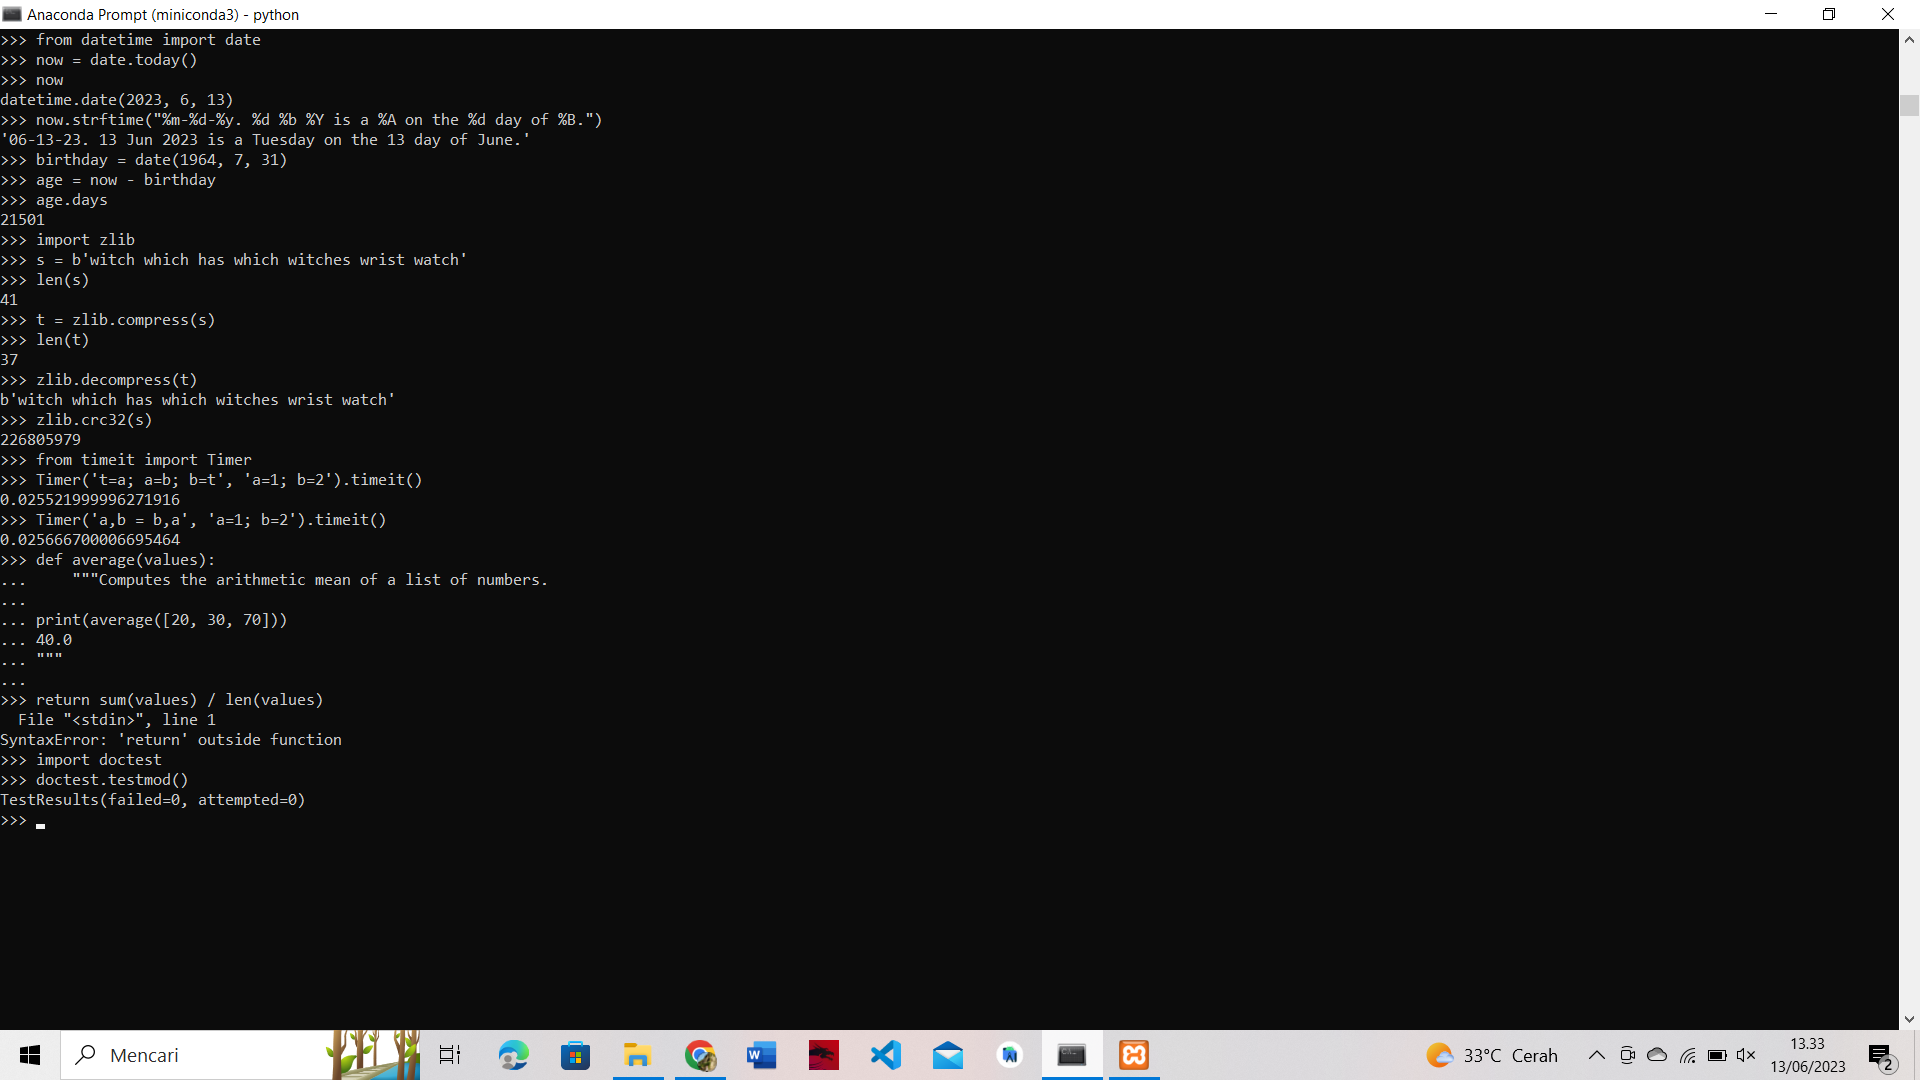 Anaconda Prompt (miniconda3) - python
>>> from datetime import date
>>> now = date.today()
>>> now
datetime.date(2023, 6, 13)
>>> now.strftime("%m-%d-%y. %d %b %Y is a %A on the %d day of %B.")
'06-13-23. 13 Jun 2023 is a Tuesday on the 13 day of June.'
>>> birthday = date(1964, 7, 31)
>>> age = now - birthday
>>> age.days
21501
>>> import zlib
>>> s = b'witch which has which witches wrist watch'
>>> len(s)
41
>>> t = zlib.compress(s)
>>> len(t)
37
>>> zlib.decompress(t)
b'witch which has which witches wrist watch'
>>> zlib.crc32(s)
226805979
>>> from timeit import Timer
>>> Timer('t=a; a=b; b=t', 'a=1; b=2').timeit()
0.025521999996271916
>>> Timer('a,b = b,a', 'a=1; b=2').timeit()
0.025666700006695464
>>> def average(values):
...     """Computes the arithmetic mean of a list of numbers.
...
... print(average([20, 30, 70]))
... 40.0
... """
...
>>> return sum(values) / len(values)
  File "<stdin>", line 1
SyntaxError: 'return' outside function
>>> import doctest
>>> doctest.testmod()
TestResults(failed=0, attempted=0)
>>>
Mencari
33°C Cerah
13.33
13/06/2023
2